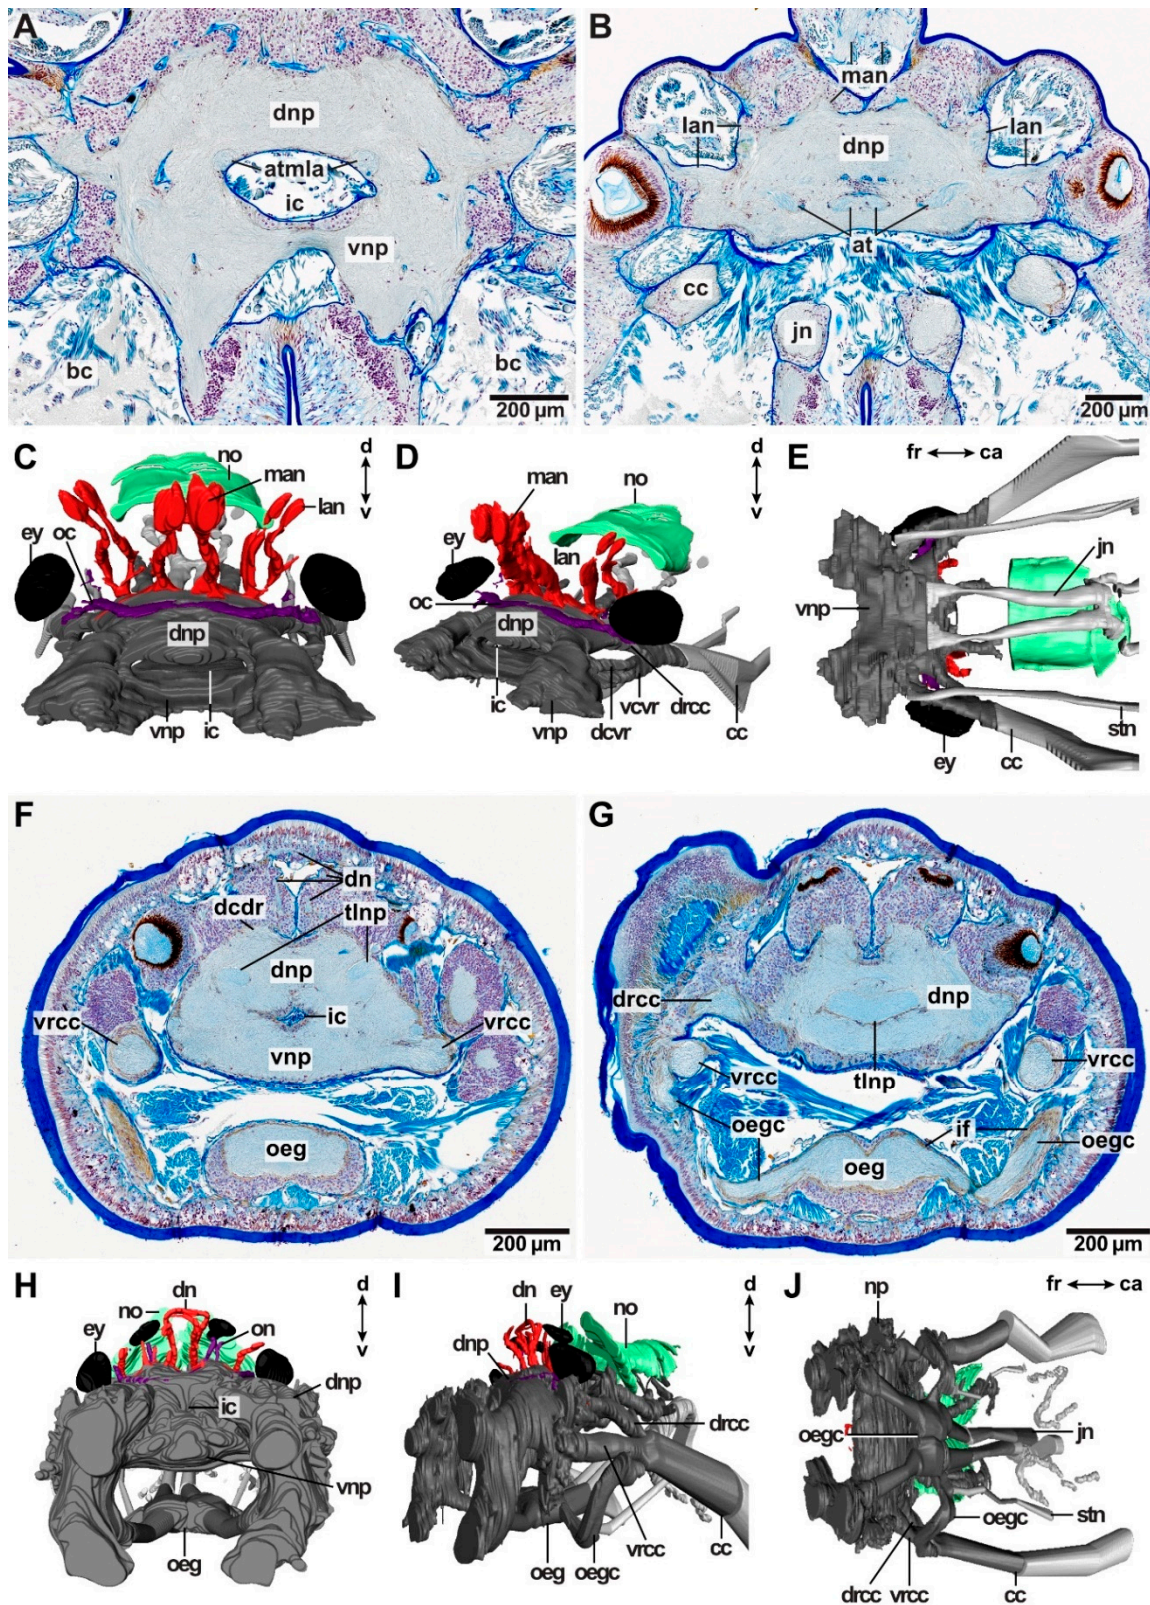 A
dnp
atmla
ic
vnp
bc
bc
200 µm
B
man
lan
lan
dnp
at
cc
jn
200 µm
C
no
d
man
lan
ey
oc
v
dnp
vnp
ic
D
man
no
d
ey
lan
v
oc
dnp
ic
vcvr
drcc
vnp
dcvr
cc
E
fr
ca
jn
vnp
stn
ey
cc
F
dn
dcdr
tlnp
dnp
vrcc
ic
vrcc
vnp
oeg
200 µm
G
drcc
dnp
vrcc
vrcc
tlnp
oegc
if
oegc
oeg
200 µm
H
dn
d
no
ey
on
v
dnp
ic
vnp
oeg
I
dn
ey
no
d
v
dnp
drcc
vrcc
cc
oeg
oegc
J
np
fr
ca
oegc
jn
oegc
stn
drcc
vrcc
cc